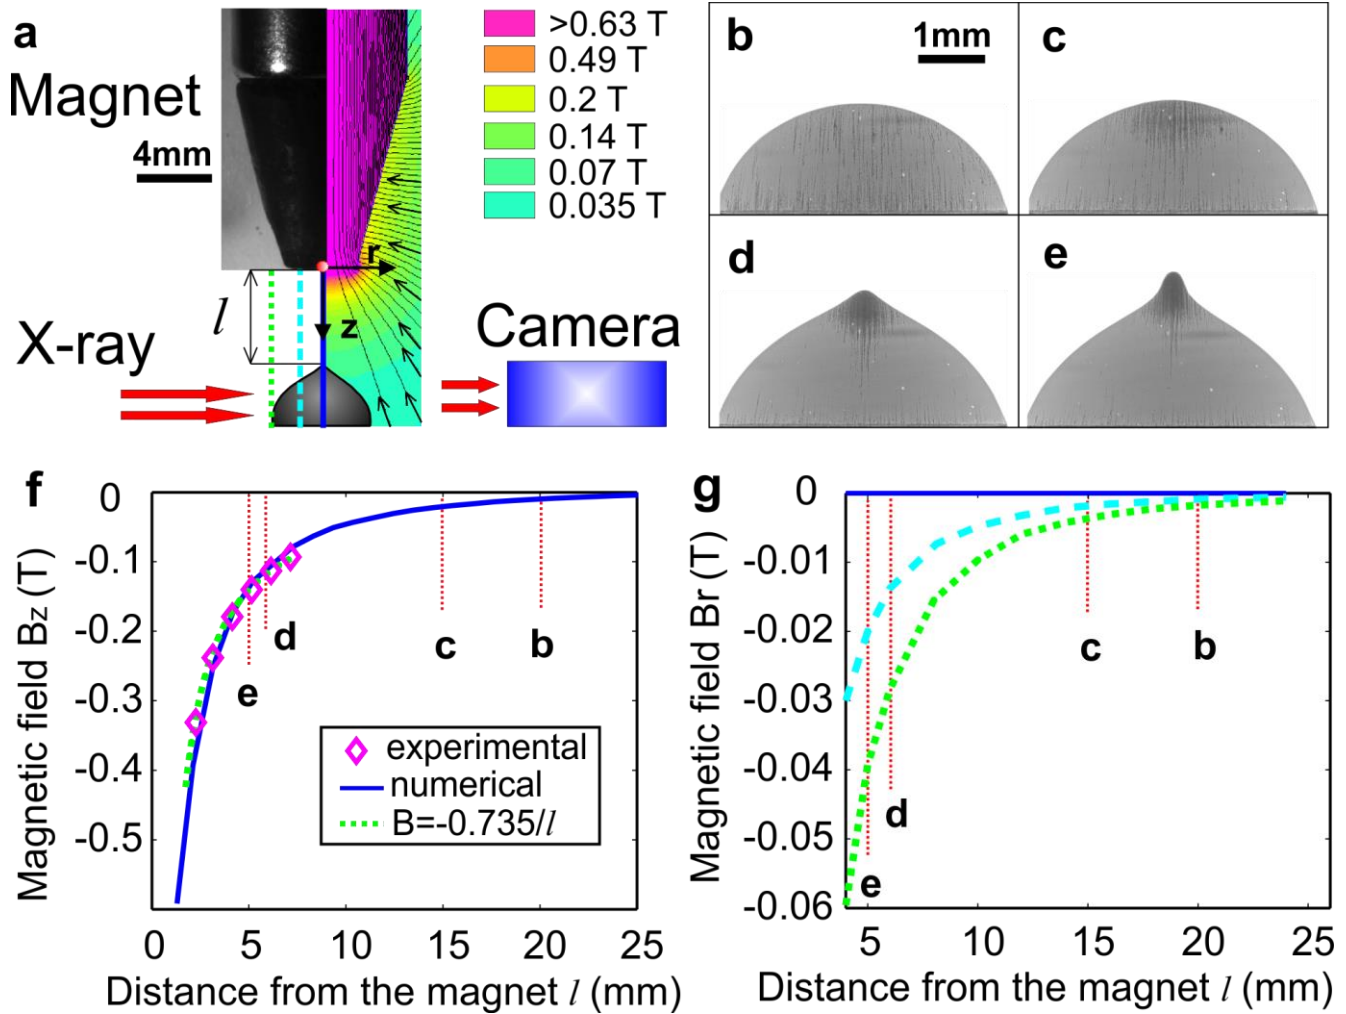 a
Magnet
4mm
>0.63 T
0.49 T
0.2 T
0.14 T
0.07 T
0.035 T
r
l
z
X-ray
Camera
b
1mm
c
d
e
f
0
-0.1
-0.2
-0.3
-0.4
-0.5
Magnetic field Bz (T)
e
d
c
b
experimental
numerical
B=-0.735/l
0 5 10 15 20 25
Distance from the magnet l (mm)
g
0
-0.01
-0.02
-0.03
-0.04
-0.05
-0.06
Magnetic field Br (T)
e
d
c
b
5 10 15 20 25
Distance from the magnet l (mm)